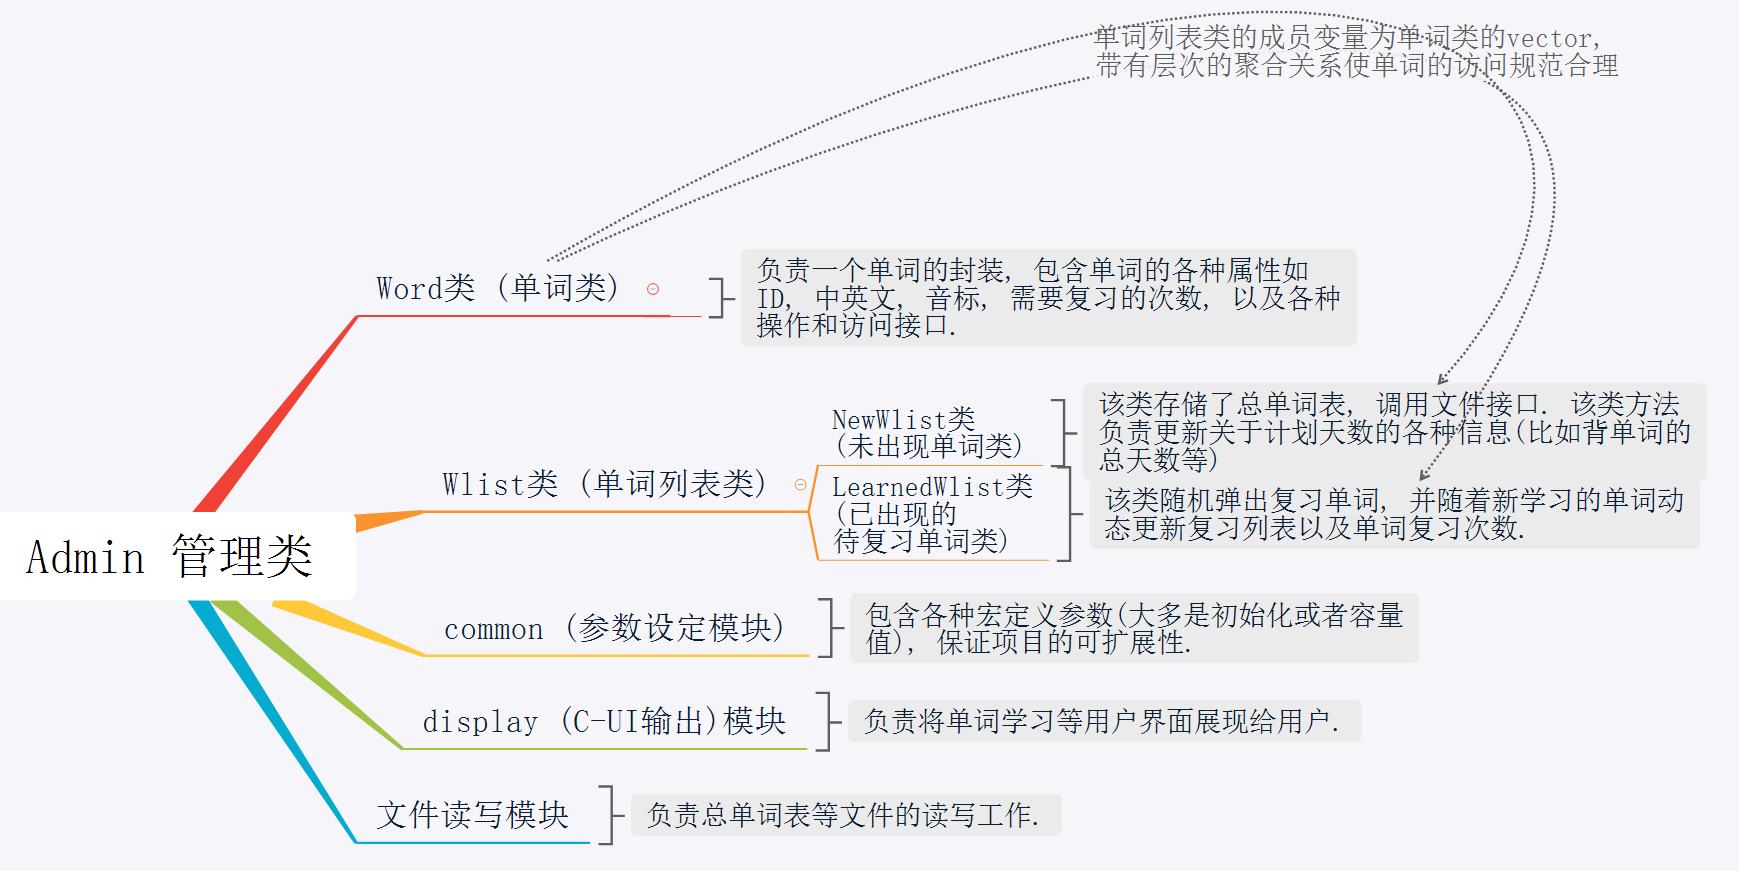 单词列表类的成员变量为单词类的vector,
带有层次的聚合关系使单词的访问规范合理
Word类 (单词类)
负责一个单词的封装, 包含单词的各种属性如
ID, 中英文, 音标, 需要复习的次数, 以及各种
操作和访问接口.
Wlist类 (单词列表类)
NewWlist类
(未出现单词类)
该类存储了总单词表, 调用文件接口. 该类方法
负责更新关于计划天数的各种信息(比如背单词的
总天数等)
LearnedWlist类
(已出现的
待复习单词类)
该类随机弹出复习单词, 并随着新学习的单词动
态更新复习列表以及单词复习次数.
Admin 管理类
common (参数设定模块)
包含各种宏定义参数(大多是初始化或者容量
值), 保证项目的可扩展性.
display (C-UI输出)模块
负责将单词学习等用户界面展现给用户.
文件读写模块
负责总单词表等文件的读写工作.